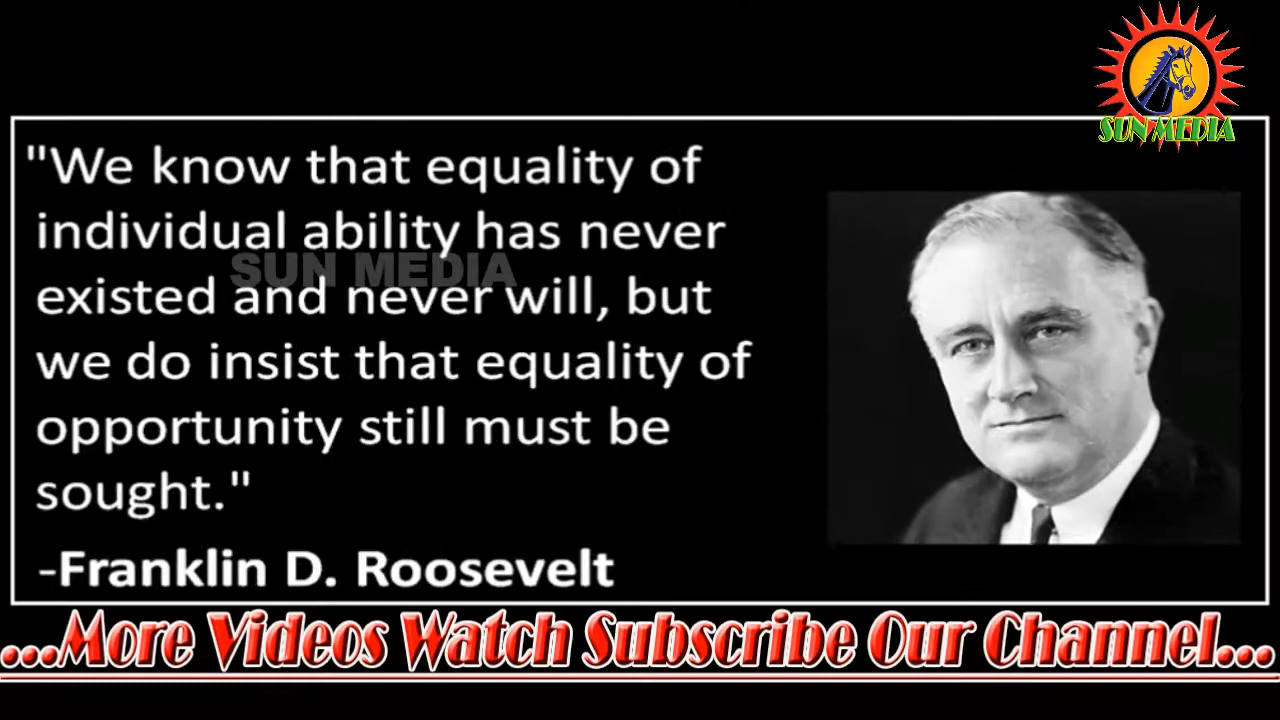 SUN MEDIA
"We know that equality of
individual ability has never
SUN MEDIA
existed and never will, but
we do insist that equality of
opportunity still must be
sought."
-Franklin D. Roosevelt
...More Videos Watch Subscribe Our Channel...